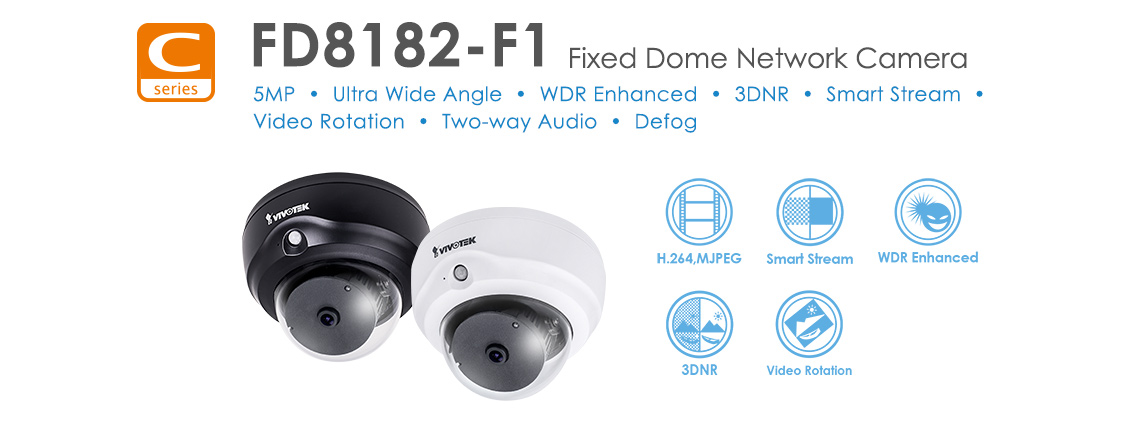 C
series
FD8182-F1 Fixed Dome Network Camera
5MP • Ultra Wide Angle • WDR Enhanced • 3DNR • Smart Stream •
Video Rotation • Two-way Audio • Defog
VIVOTEK
VIVOTEK
H.264,MJPEG
Smart Stream
WDR Enhanced
3DNR
Video Rotation